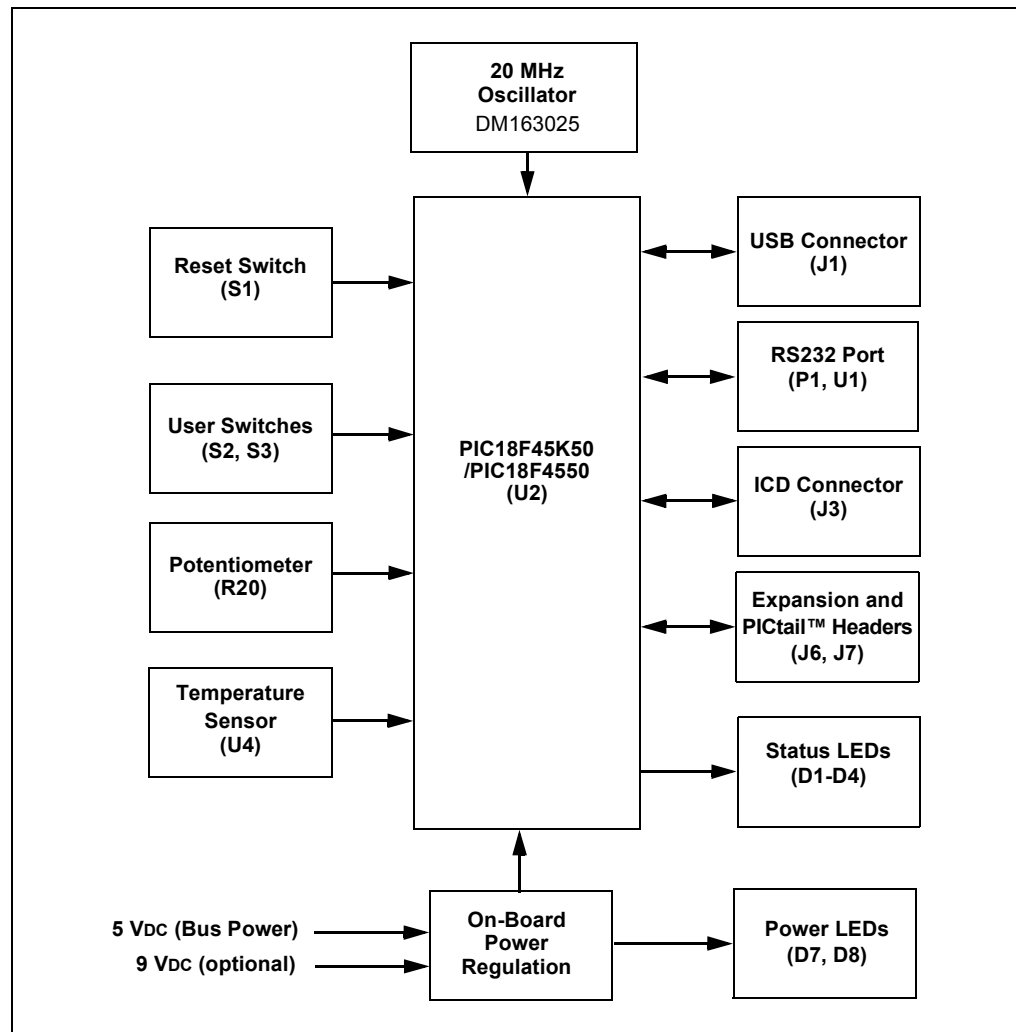 20 MHz
Oscillator
DM163025
Reset Switch
(S1)
User Switches
(S2, S3)
Potentiometer
(R20)
Temperature
Sensor
(U4)
PIC18F45K50
/PIC18F4550
(U2)
USB Connector
(J1)
RS232 Port
(P1, U1)
ICD Connector
(J3)
Expansion and
PICtail™ Headers
(J6, J7)
Status LEDs
(D1-D4)
5 VDC (Bus Power)
9 VDC (optional)
On-Board
Power
Regulation
Power LEDs
(D7, D8)